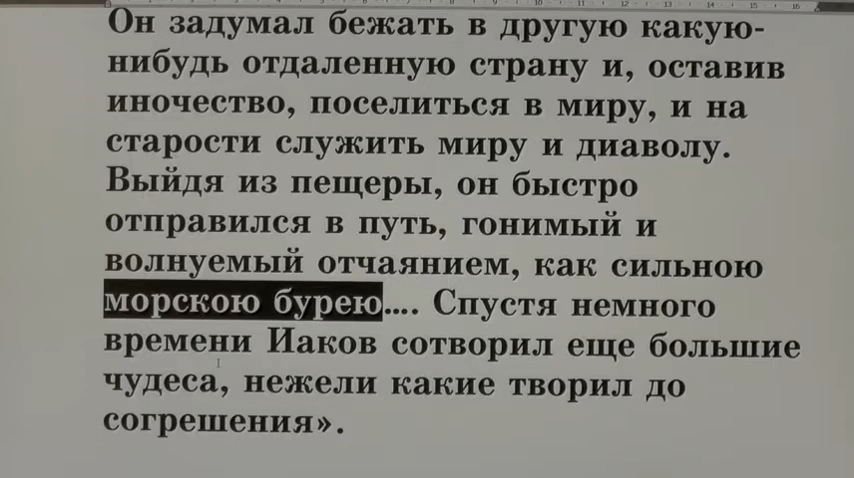 Он задумал бежать в другую какую-
нибудь отдаленную страну и, оставив
иночество, поселиться в миру, и на
старости служить миру и диаволу.
Выйдя из пещеры, он быстро
отправился в путь, гонимый и
волнуемый отчаянием, как сильною
морскою бурею…. Спустя немного
времени Иаков сотворил еще большие
чудеса, нежели какие творил до
согрешения».